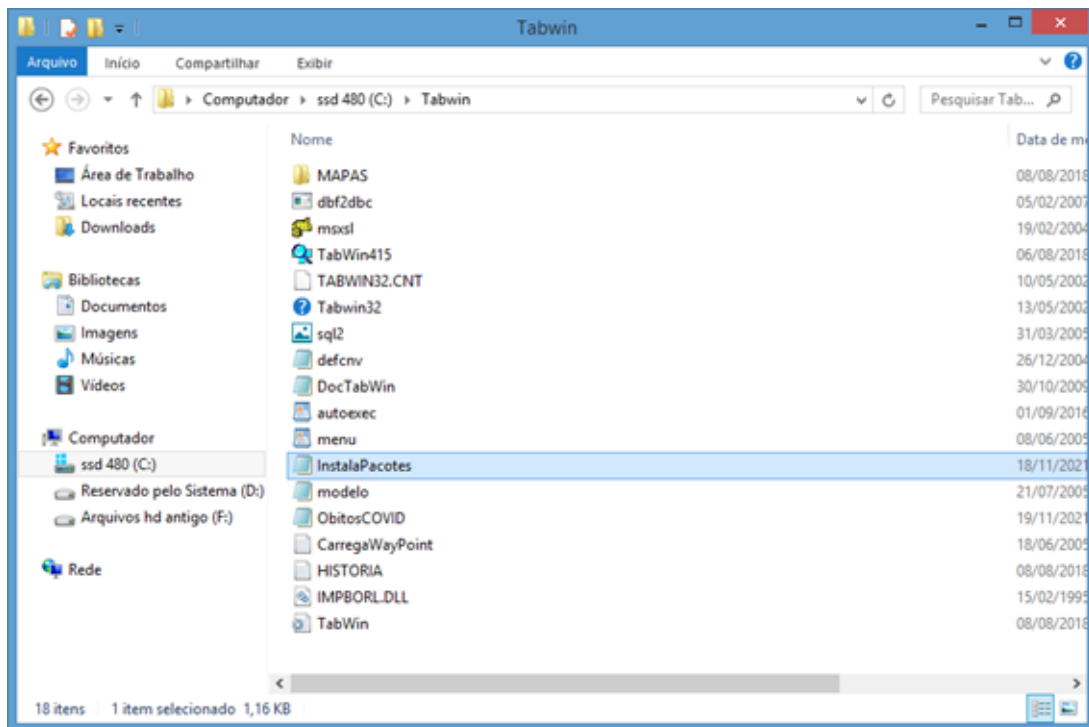 Tabwin
Arquivo Início Compartilhar Exibir
Computador ssd 480 (C:) Tabwin Pesquisar Tab...
Favoritos
Área de Trabalho
Locais recentes
Downloads
Bibliotecas
Documentos
Imagens
Músicas
Vídeos
Computador
ssd 480 (C:)
Reservado pelo Sistema (D:)
Arquivos hd antigo (F:)
Rede
Nome Data de m
MAPAS 08/08/2018
dbf2dbc 05/02/2007
msxsl 19/02/2004
TabWin415 06/08/2018
TABWIN32.CNT 10/05/2002
Tabwin32 13/05/2002
sql2 31/03/2005
defcnv 26/12/2004
DocTabWin 30/10/2009
autoexec 01/09/2016
menu 08/06/2005
InstalaPacotes 18/11/2021
modelo 21/07/2005
ObitosCOVID 19/11/2021
CarregaWayPoint 18/06/2005
HISTORIA 08/08/2018
IMPBORL.DLL 15/02/1995
TabWin 08/08/2018
18 itens 1 item selecionado 1,16 KB